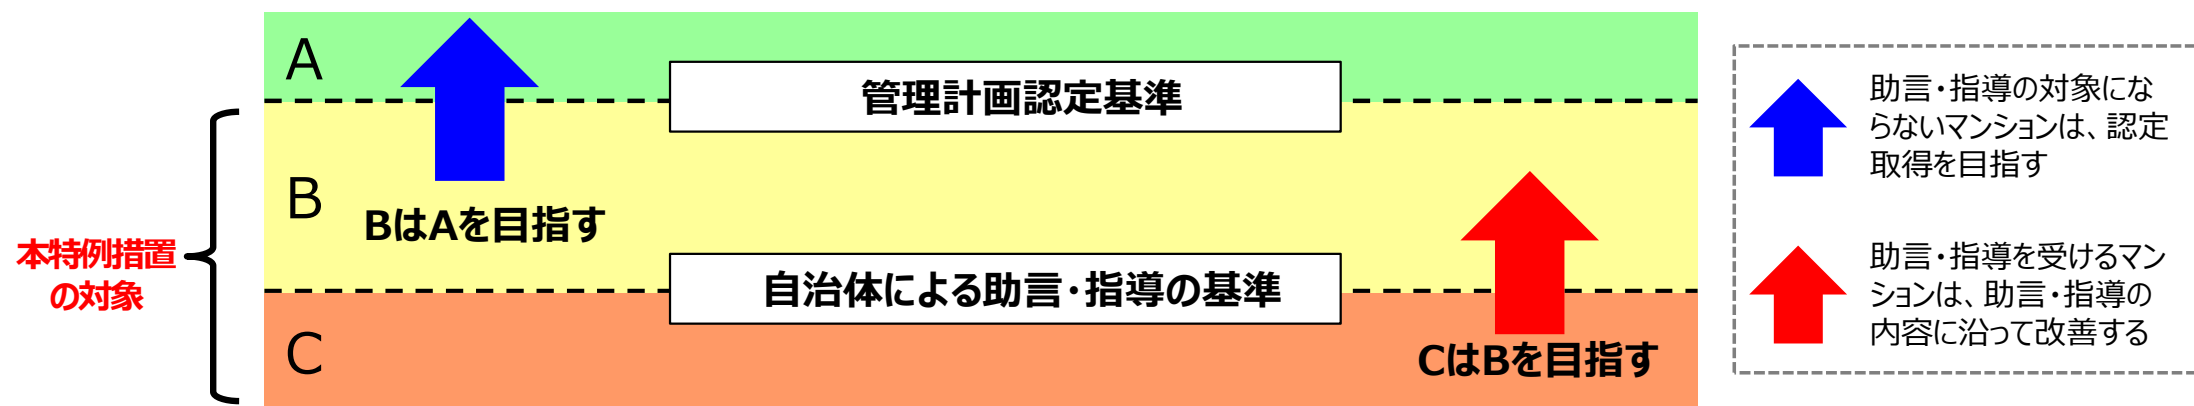 A
管理計画認定基準
B
BはAを目指す
本特例措置
の対象
自治体による助言・指導の基準
C
CはBを目指す
助言・指導の対象にな
らないマンションは、認定
取得を目指す
助言・指導を受けるマン
ションは、助言・指導の
内容に沿って改善する